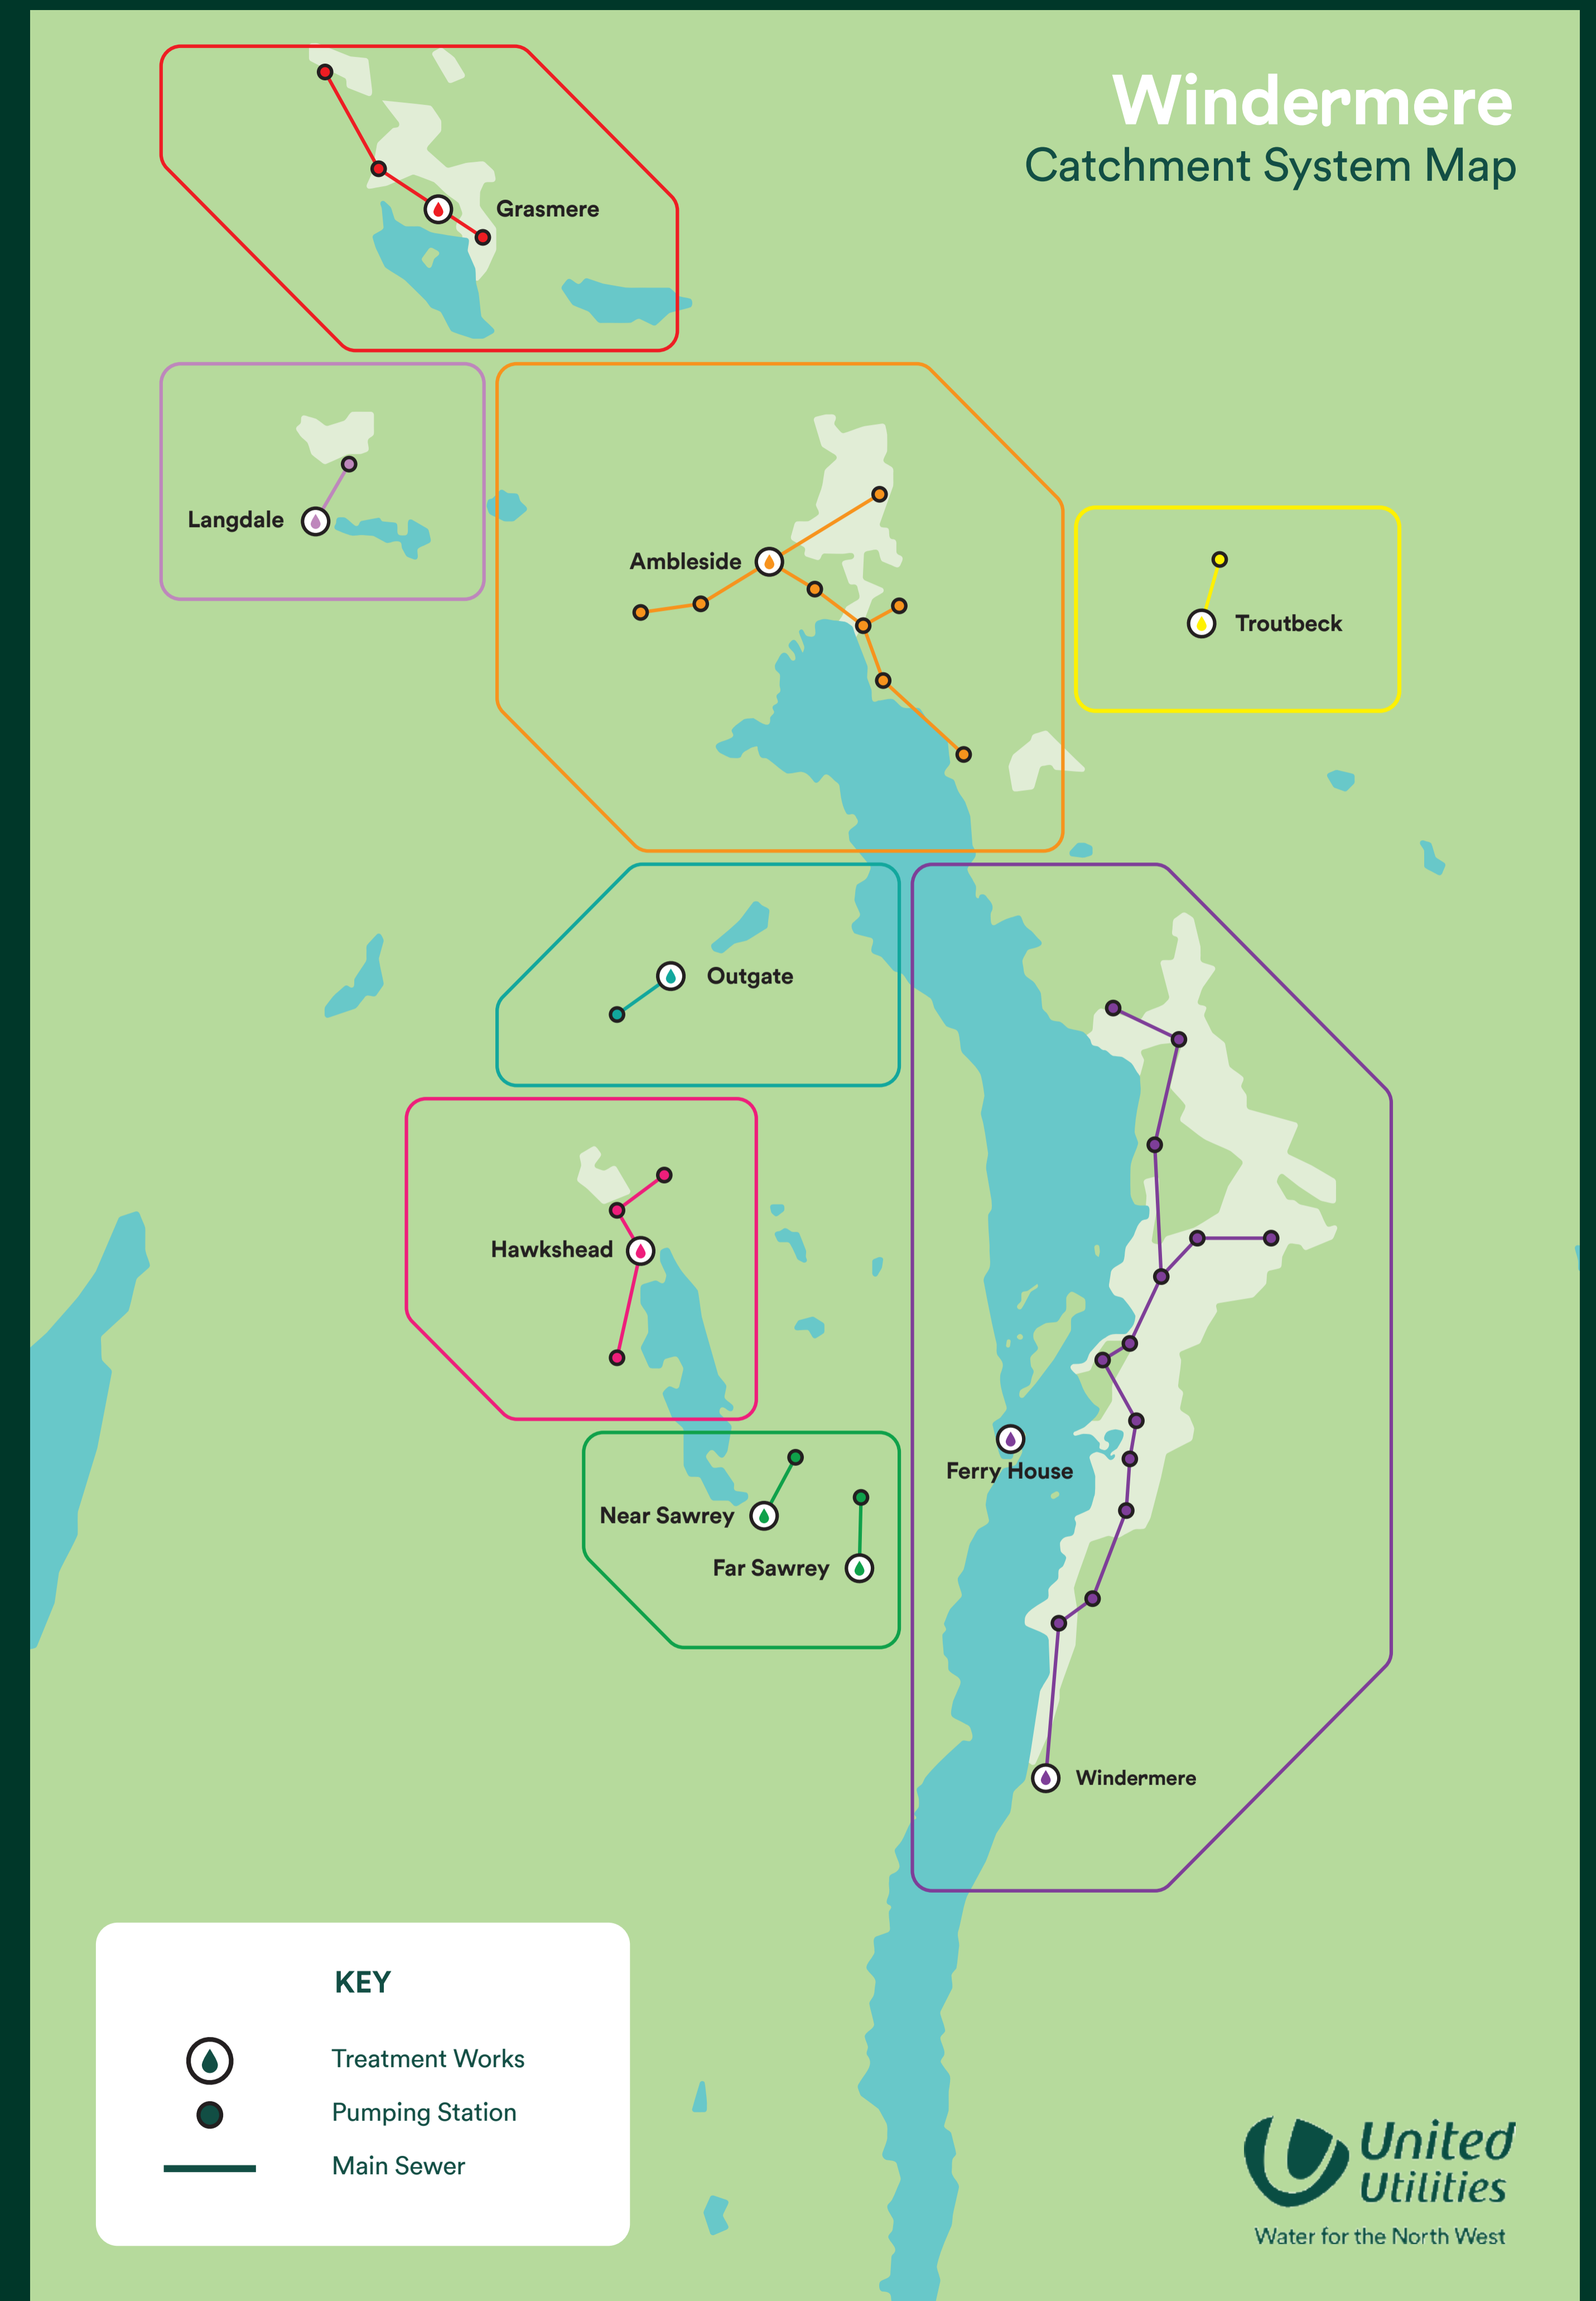 Windermere
Catchment System Map
Grasmere
Langdale
Ambleside
Troutbeck
Outgate
Hawkshead
Ferry House
Near Sawrey
Far Sawrey
Windermere
KEY
Treatment Works
Pumping Station
Main Sewer
United
Utilities
Water for the North West